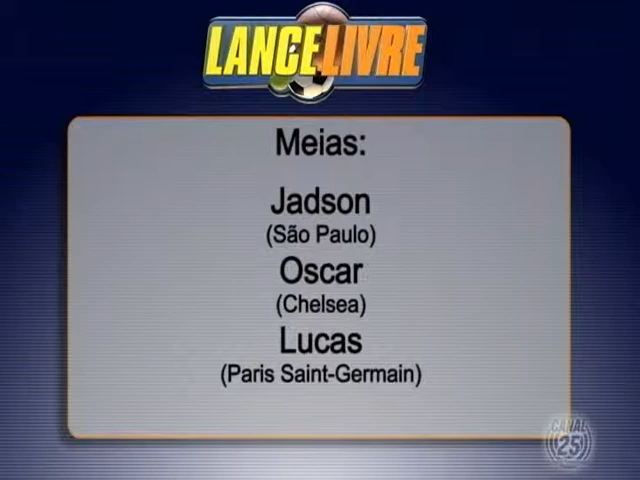 LANCE LIVRE
Meias:
Jadson
(São Paulo)
Oscar
(Chelsea)
Lucas
(Paris Saint-Germain)
CANAL
25